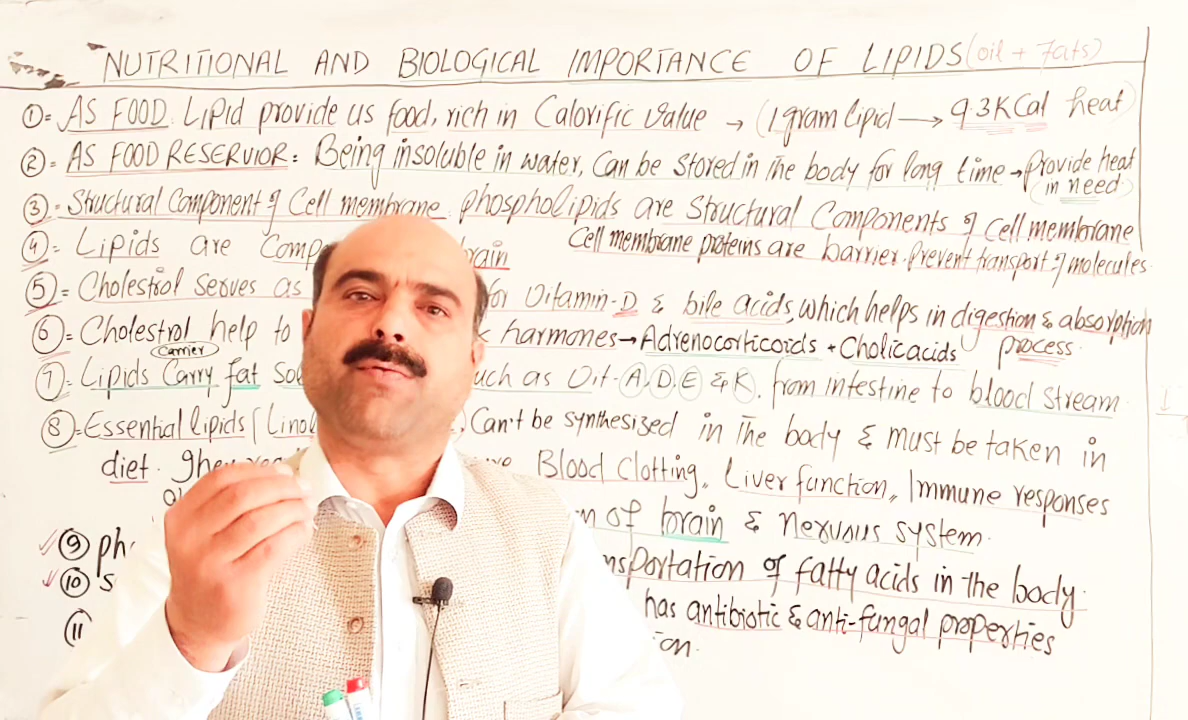 NUTRITIONAL AND BIOLOGICAL IMPORTANCE OF LIPIDS (oil + Fats)
①= AS FOOD: Lipid provide us food, rich in Calorific value → (1 gram lipid → 9.3 KCal heat)
②= AS FOOD RESERVIOR: Being insoluble in water, Can be stored in the body for long time → Provide heat
(in need)
③= Structural Component of Cell membrane. phospholipids are Structural Components of Cell membrane
Cell membrane proteins are barrier. Prevent transport of molecules.
④= Lipids are
⑤= Cholestrol Serves as for Vitamin-D & bile acids, which helps in digestion & absorption
process.
⑥= Cholestrol help to harmones → Adrenocorticoids + Cholicacids
(Carrier)
⑦= Lipids Carry fat such as Vit-A, D, E & K, from intestine to blood stream
⑧= Essential lipids Can't be synthesized in the body & must be taken in
diet. Blood Clotting, Liver function, Immune responses
of brain & nervous system.
⑨
of fatty acids in the body.
⑩ has antibiotic & anti-fungal properties
⑪